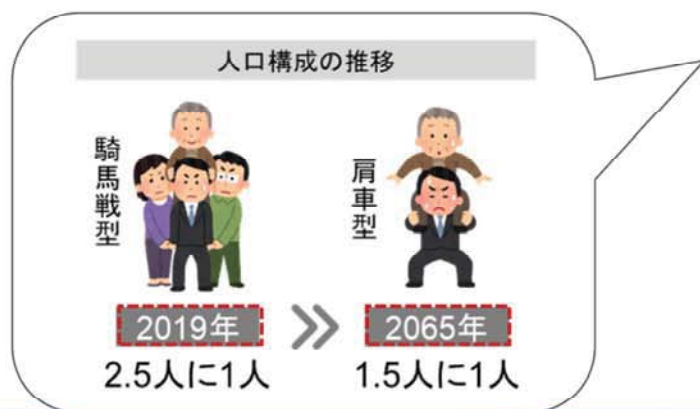 人口構成の推移
騎馬戦型
肩車型
2019年
2065年
2.5人に1人
1.5人に1人